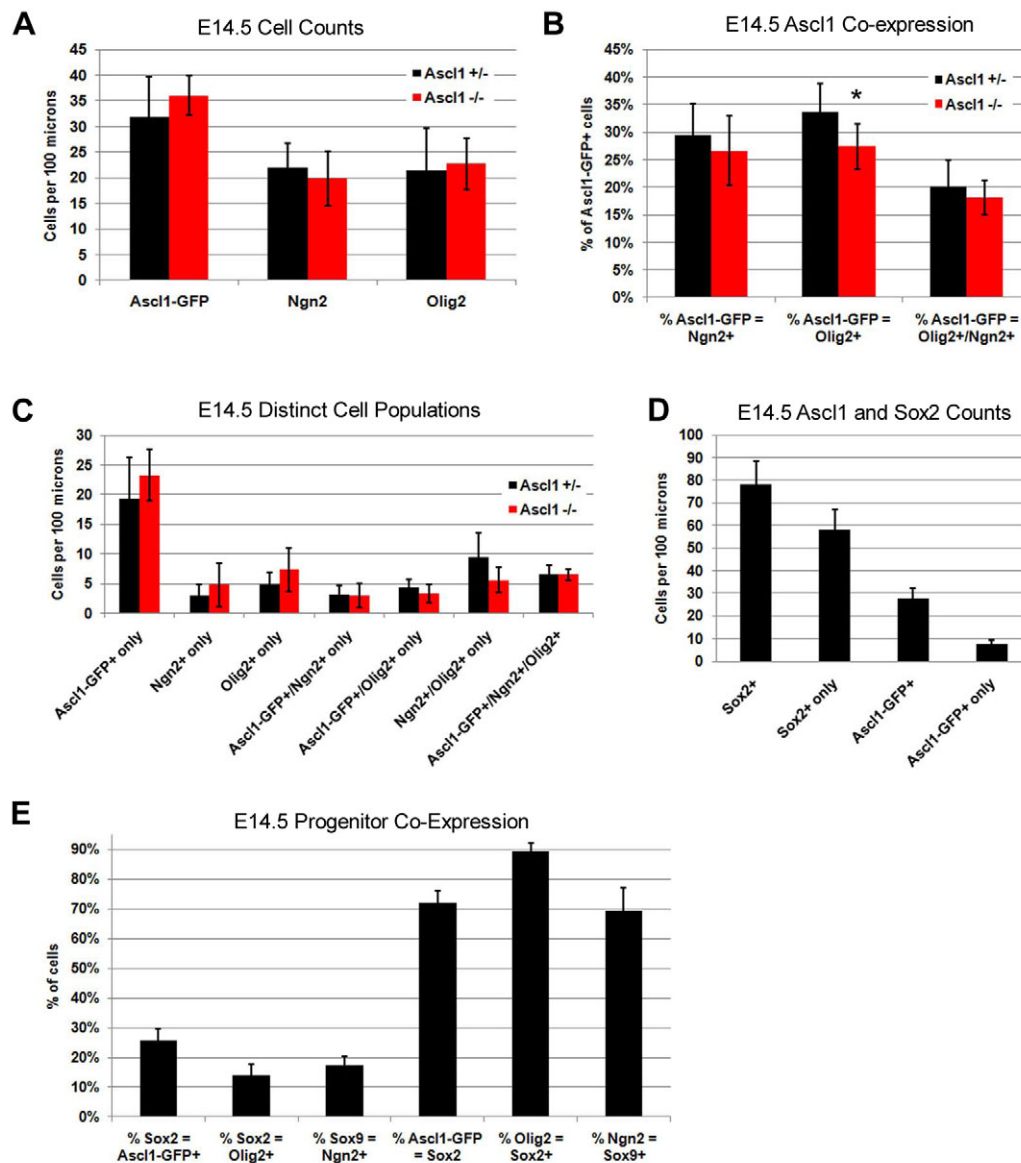 A
E14.5 Cell Counts
Cells per 100 microns
45
40
35
30
25
20
15
10
5
0
Ascl1 +/-
Ascl1 -/-
Ascl1-GFP
Ngn2
Olig2
B
E14.5 Ascl1 Co-expression
% of Ascl1-GFP+ cells
45%
40%
35%
30%
25%
20%
15%
10%
5%
0%
Ascl1 +/-
Ascl1 -/-
*
% Ascl1-GFP =
Ngn2+
% Ascl1-GFP =
Olig2+
% Ascl1-GFP =
Olig2+/Ngn2+
C
E14.5 Distinct Cell Populations
Cells per 100 microns
30
25
20
15
10
5
0
Ascl1 +/-
Ascl1 -/-
Ascl1-GFP+ only
Ngn2+ only
Olig2+ only
Ascl1-GFP+/Ngn2+ only
Ascl1-GFP+/Olig2+ only
Ngn2+/Olig2+ only
Ascl1-GFP+/Ngn2+/Olig2+
D
E14.5 Ascl1 and Sox2 Counts
Cells per 100 microns
100
90
80
70
60
50
40
30
20
10
0
Sox2+
Sox2+ only
Ascl1-GFP+
Ascl1-GFP+ only
E
E14.5 Progenitor Co-Expression
% of cells
90%
80%
70%
60%
50%
40%
30%
20%
10%
0%
% Sox2 =
Ascl1-GFP+
% Sox2 =
Olig2+
% Sox9 =
Ngn2+
% Ascl1-GFP
= Sox2
% Olig2 =
Sox2+
% Ngn2 =
Sox9+